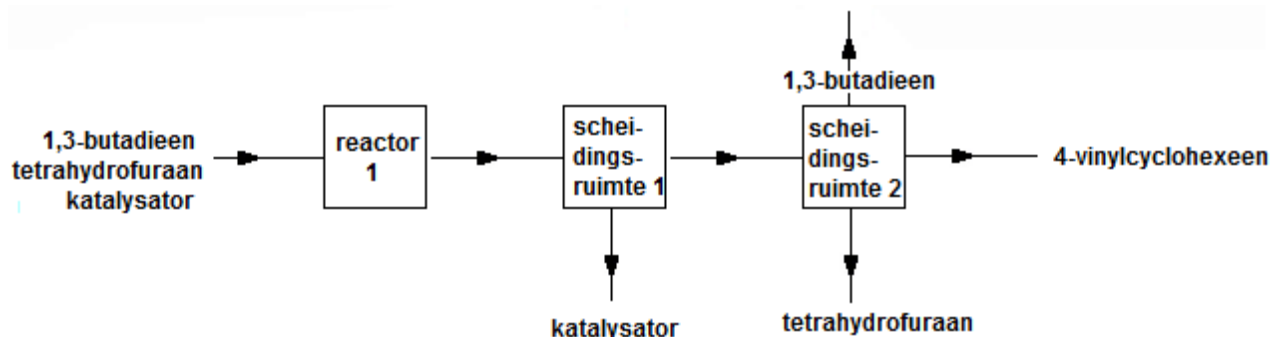 1,3-butadieen
1,3-butadieen
tetrahydrofuraan
katalysator
reactor
1
schei-
dings-
ruimte 1
schei-
dings-
ruimte 2
4-vinylcyclohexeen
katalysator
tetrahydrofuraan